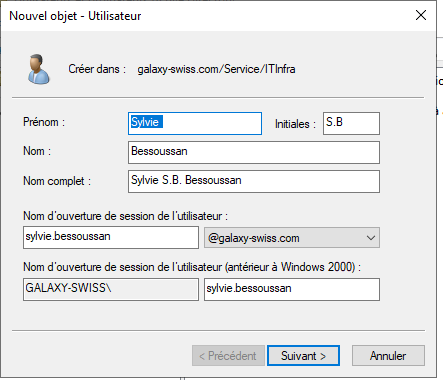 Nouvel objet - Utilisateur
Créer dans : galaxy-swiss.com/Service/ITInfra
Prénom : Sylvie Initiales : S.B
Nom : Bessoussan
Nom complet : Sylvie S.B. Bessoussan
Nom d'ouverture de session de l'utilisateur :
sylvie.bessoussan @galaxy-swiss.com
Nom d'ouverture de session de l'utilisateur (antérieur à Windows 2000) :
GALAXY-SWISS\ sylvie.bessoussan
< Précédent Suivant > Annuler